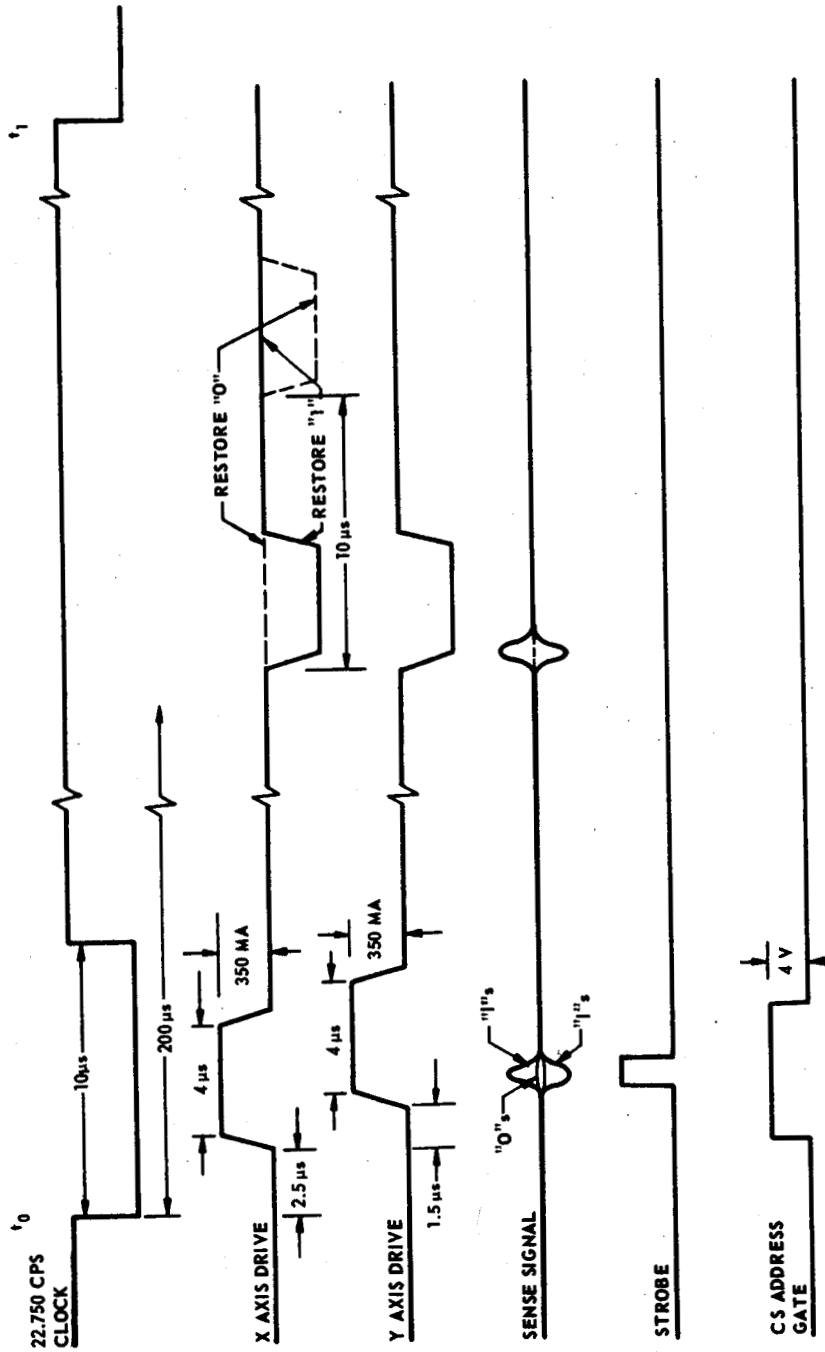 t0 t1
22.750 CPS
CLOCK
10μs
200μs
X AXIS DRIVE
4 μs
350 MA
2.5 μs
RESTORE "0"
RESTORE "1"
10 μs
Y AXIS DRIVE
4 μs
350 MA
1.5μs
SENSE SIGNAL
"0"s
"1"s
"1"s
STROBE
CS ADDRESS
GATE
4 V